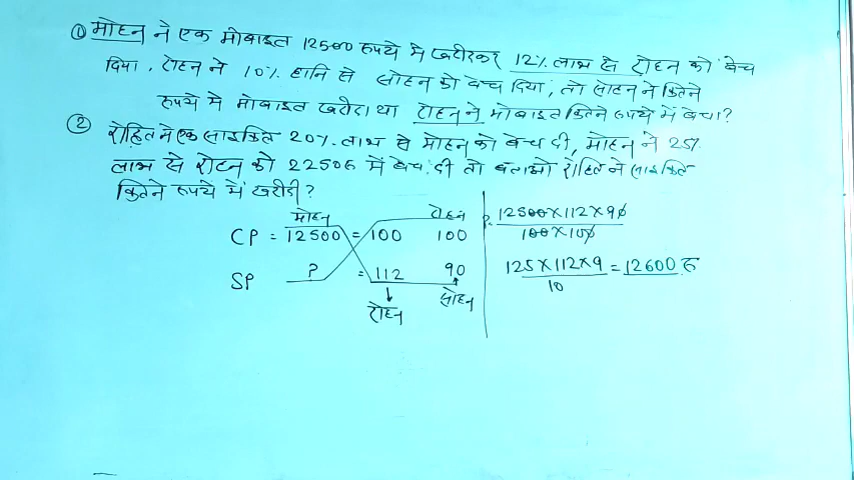 ① मोहन ने एक मोबाइल 12500 रुपये में खरीदकर 12% लाभ से रोहन को बेच
दिया, रोहन ने 10% हानि से सोहन को बेच दिया, तो सोहन ने कितने
रुपये में मोबाइल खरीदा था रोहन ने मोबाइल कितने रुपये में बेचा?
② रोहित ने एक साइकिल 20% लाभ से मोहन को बेच दी, मोहन ने 25%
लाभ से रोहन को 2250₹ में बेच दी तो बताओ रोहित ने साइकिल
कितने रुपये में खरीदी?
मोहन रोहन
CP = 12500 = 100 100
SP ? = 112 90
रोहन सोहन
12500×112×90
100×100
125×112×9 = 12600 रु
10